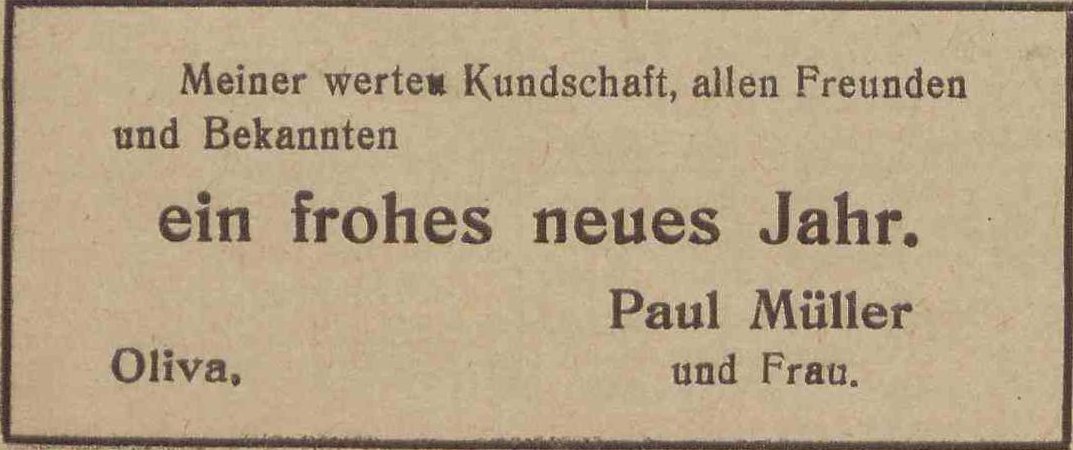 Meiner werten Kundschaft, allen Freunden
und Bekannten
ein frohes neues Jahr.
Paul Müller
Oliva. und Frau.